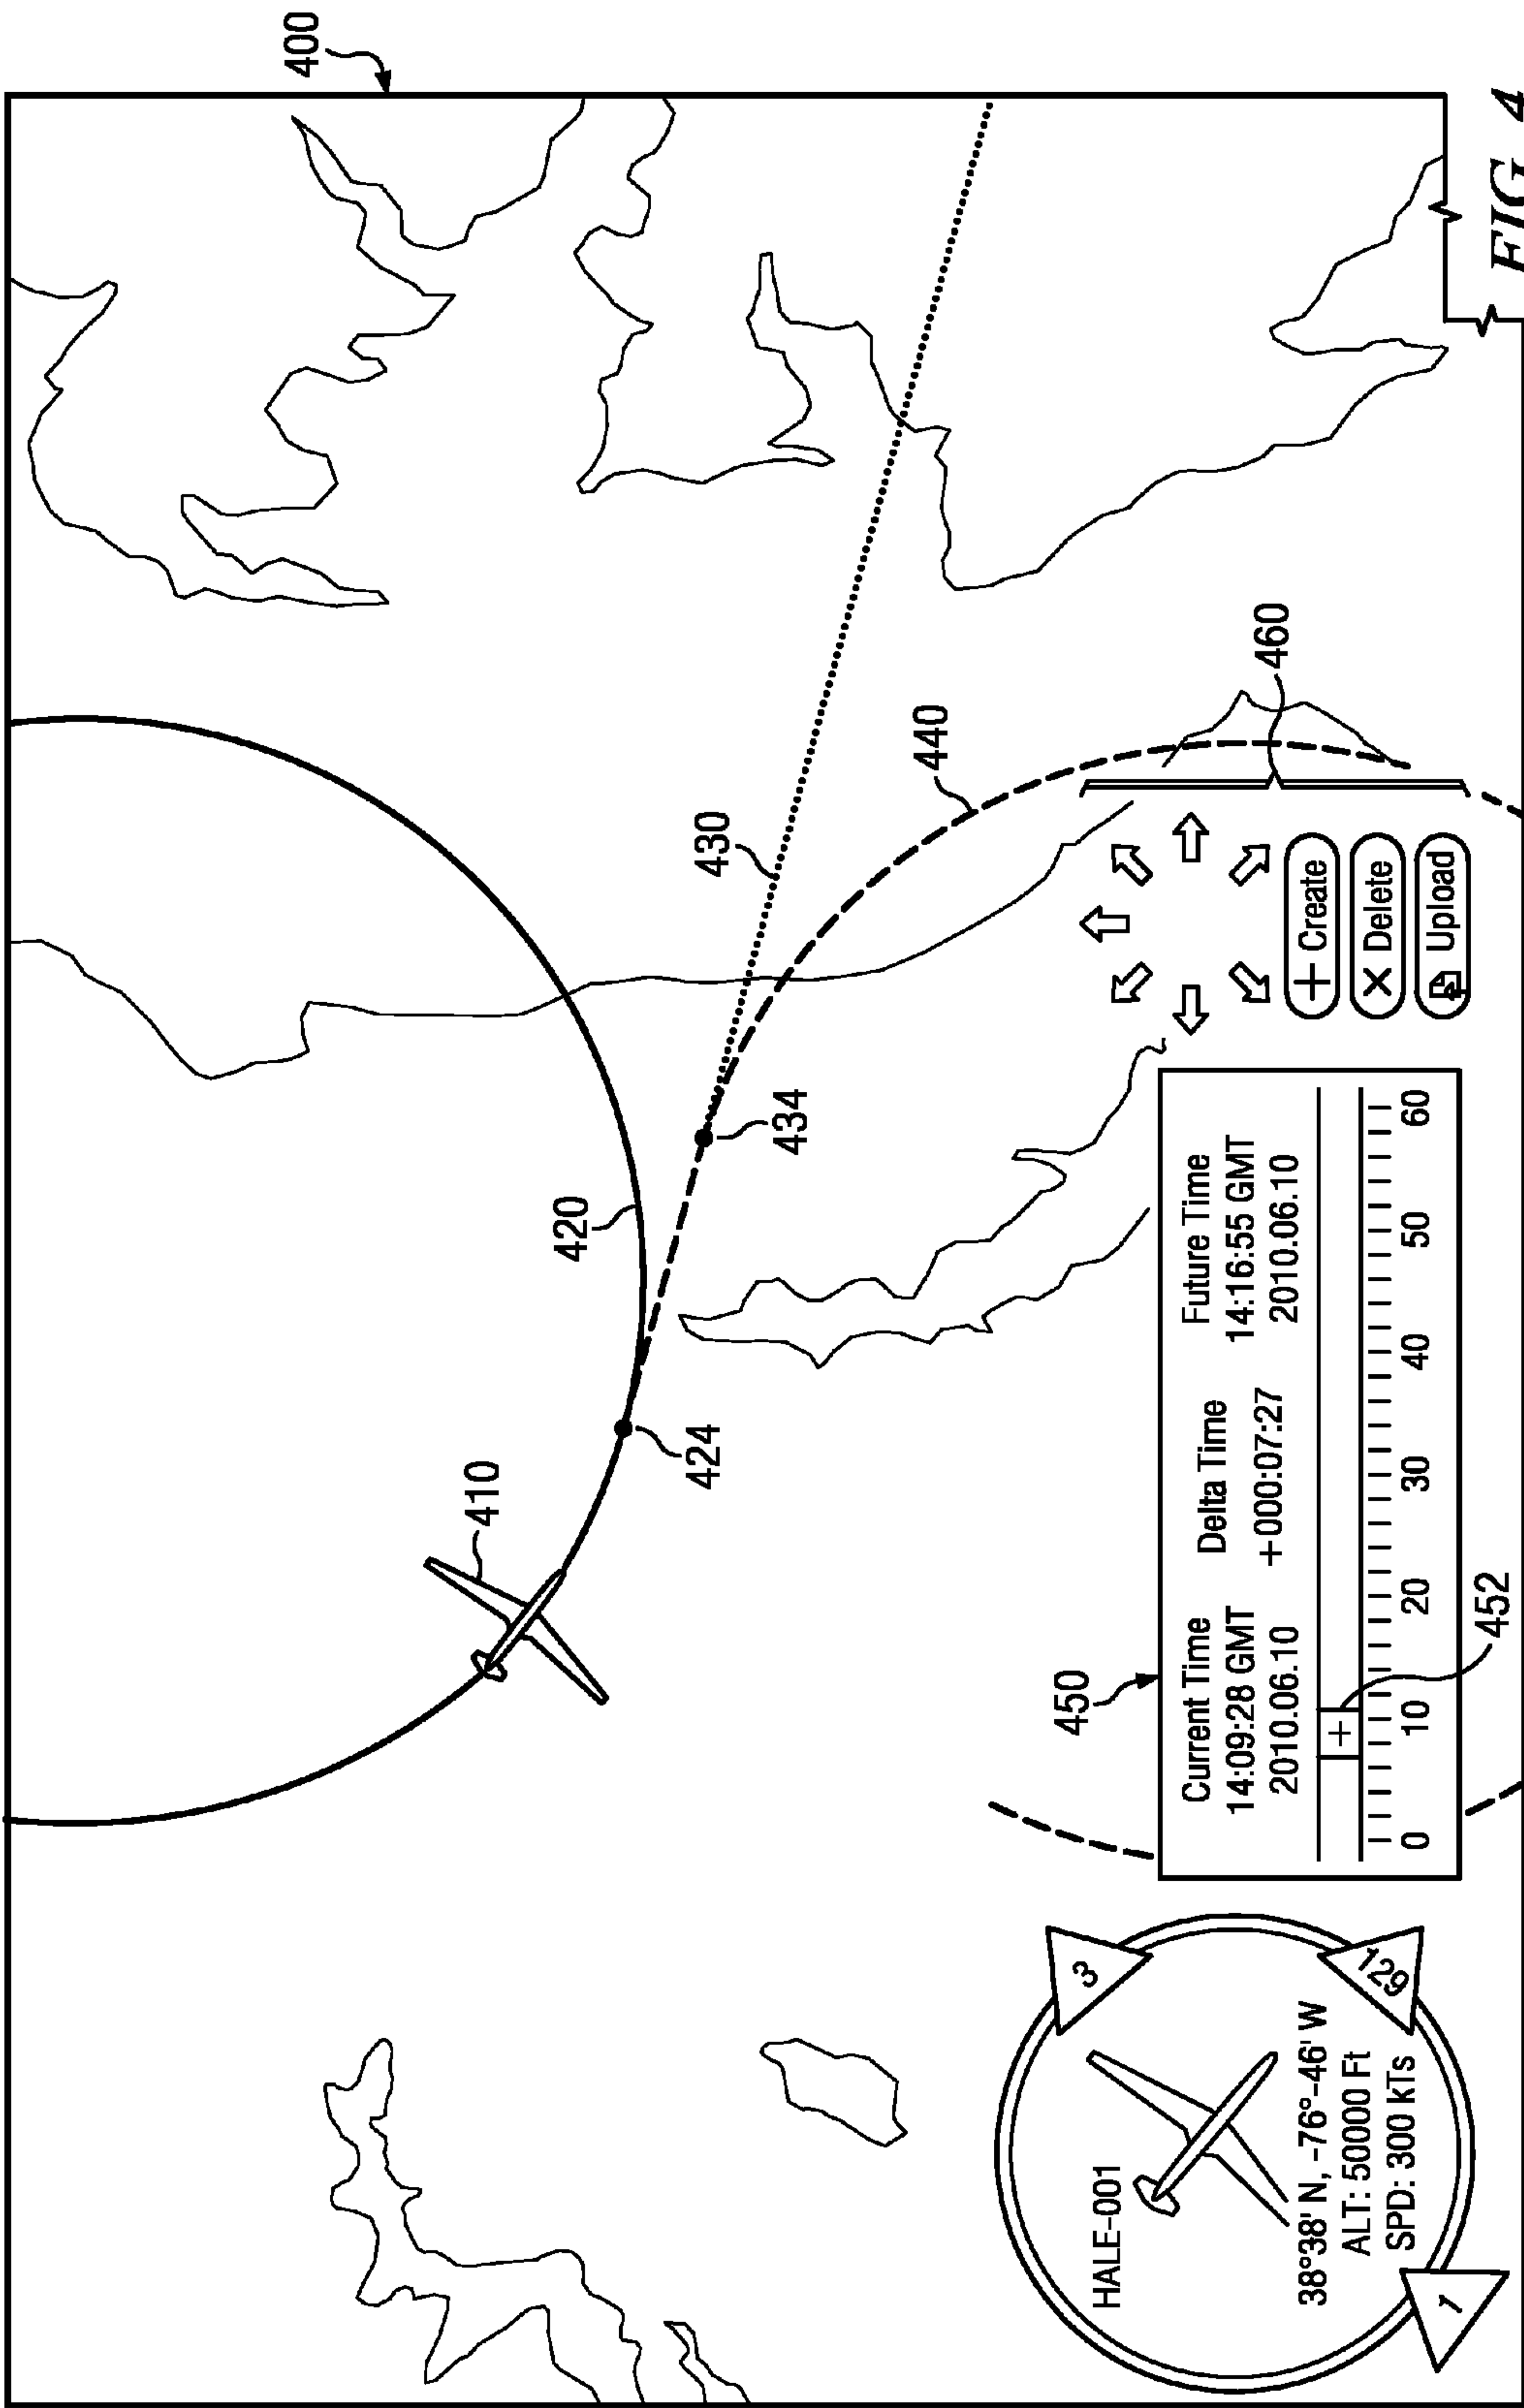 400
410
420
424
430
434
440
450
Current Time
14:09:28 GMT
2010.06.10
Delta Time
+000:07:27
Future Time
14:16:55 GMT
2010.06.10
+
0 10 20 30 40 50 60
452
460
+ Create
X Delete
Upload
HALE-001
38°38' N, -76°-46' W
ALT: 50000 Ft
SPD: 300 kTs
3
129
1
FIG. 4